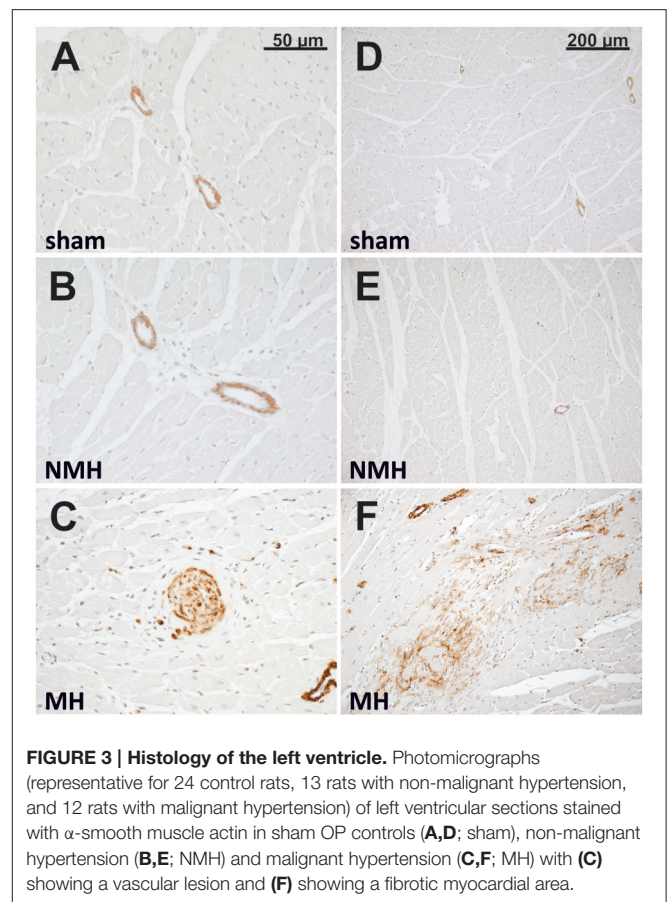 A
50 µm
sham
D
200 µm
sham
B
NMH
E
NMH
C
MH
F
MH
FIGURE 3 | Histology of the left ventricle. Photomicrographs
(representative for 24 control rats, 13 rats with non-malignant hypertension,
and 12 rats with malignant hypertension) of left ventricular sections stained
with α-smooth muscle actin in sham OP controls (A,D; sham), non-malignant
hypertension (B,E; NMH) and malignant hypertension (C,F; MH) with (C)
showing a vascular lesion and (F) showing a fibrotic myocardial area.